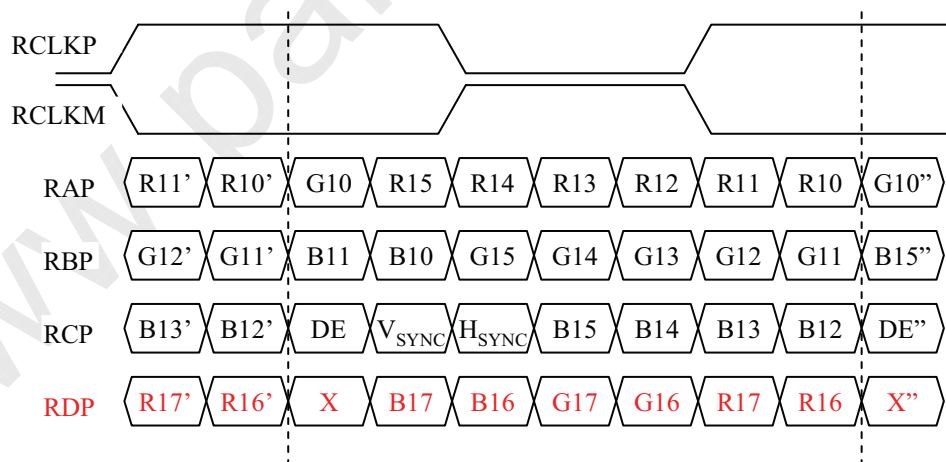 RCLKP
RCLKM
RAP R11’ R10’ G10 R15 R14 R13 R12 R11 R10 G10”
RBP G12’ G11’ B11 B10 G15 G14 G13 G12 G11 B15”
RCP B13’ B12’ DE VSYNC HSYNC B15 B14 B13 B12 DE”
RDP R17’ R16’ X B17 B16 G17 G16 R17 R16 X”
www.pa